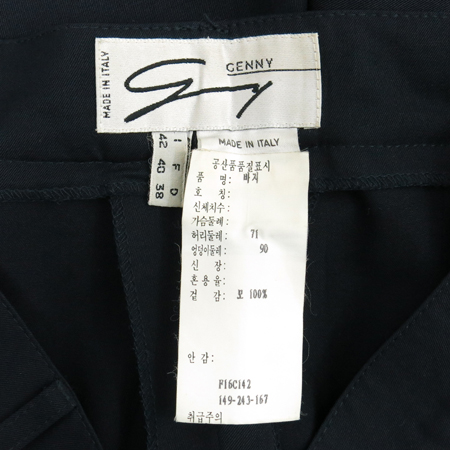 MADE IN ITALY
GENNY
Genny
MADE IN ITALY
I F D
42 40 38
공산품품질표시
품 명: 바지
호 칭:
신체치수:
가슴둘레:
허리둘레: 71
엉덩이둘레: 90
신 장:
혼용율:
겉 감: 모 100%
안 감:
F16C142
149-243-167
취급주의